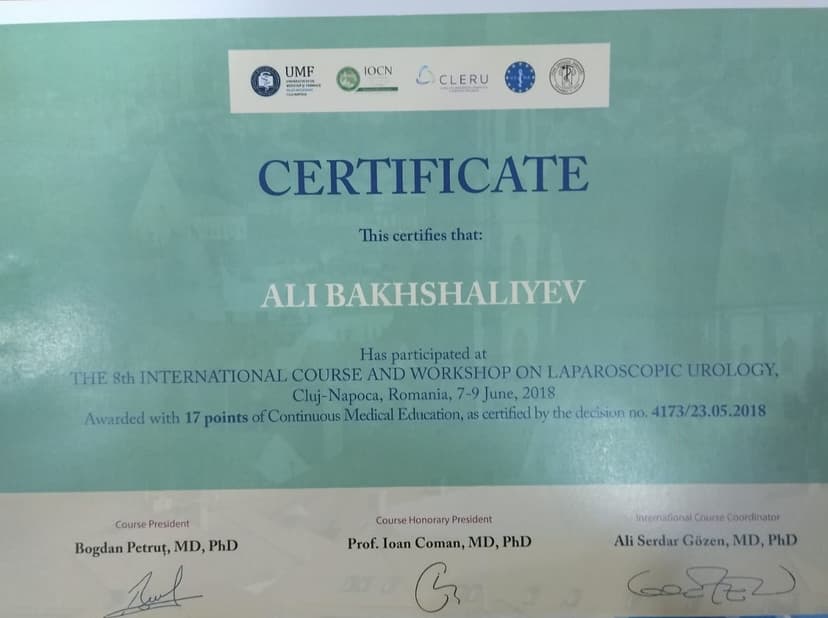 UMF
IOCN
CLERU
CERTIFICATE
This certifies that:
ALI BAKHSHALIYEV
Has participated at
THE 8th INTERNATIONAL COURSE AND WORKSHOP ON LAPAROSCOPIC UROLOGY,
Cluj-Napoca, Romania, 7-9 June, 2018
Awarded with 17 points of Continuous Medical Education, as certified by the decision no. 4173/23.05.2018
Course President
Bogdan Petruț, MD, PhD
Course Honorary President
Prof. Ioan Coman, MD, PhD
International Course Coordinator
Ali Serdar Gözen, MD, PhD